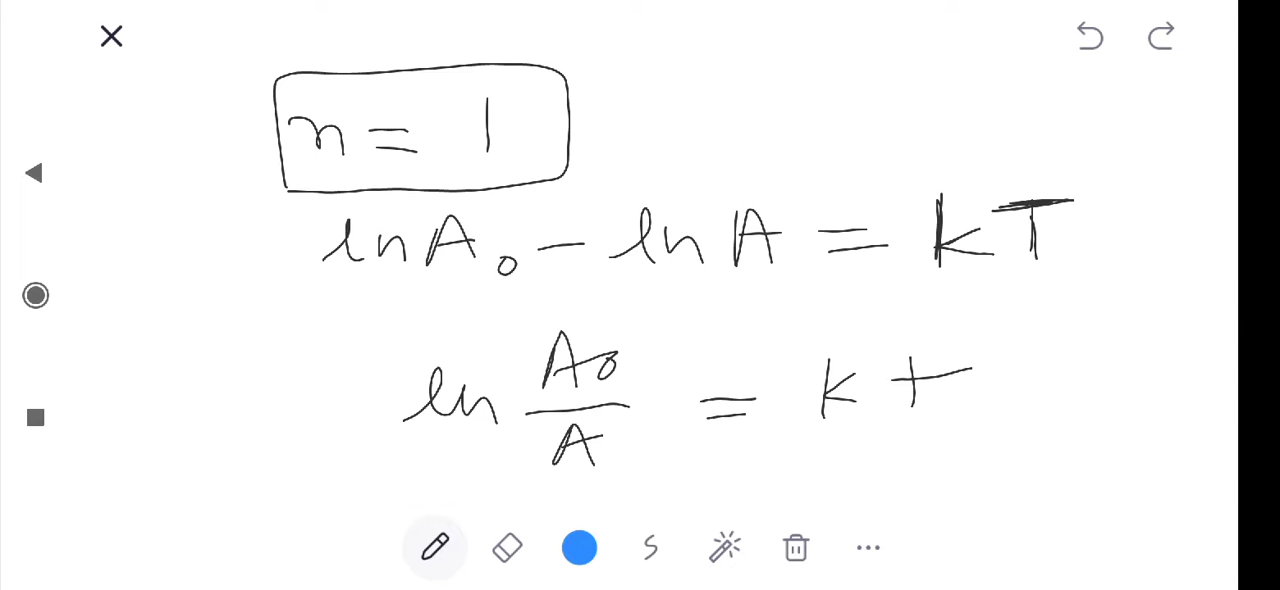 n = 1
ln A₀ - ln A = kT
ln A₀/A = kt